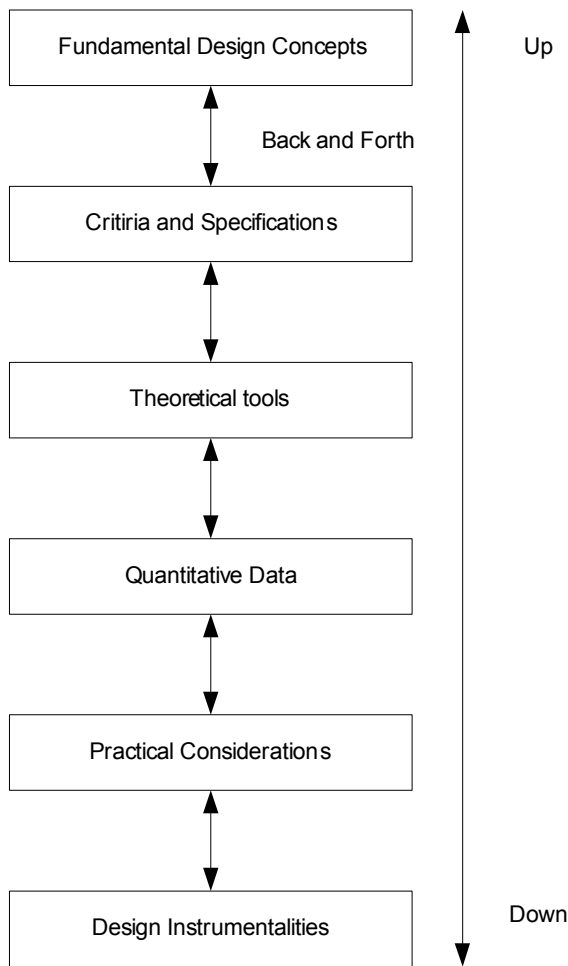 Fundamental Design Concepts
Up
Back and Forth
Critiria and Specifications
Theoretical tools
Quantitative Data
Practical Considerations
Down
Design Instrumentalities